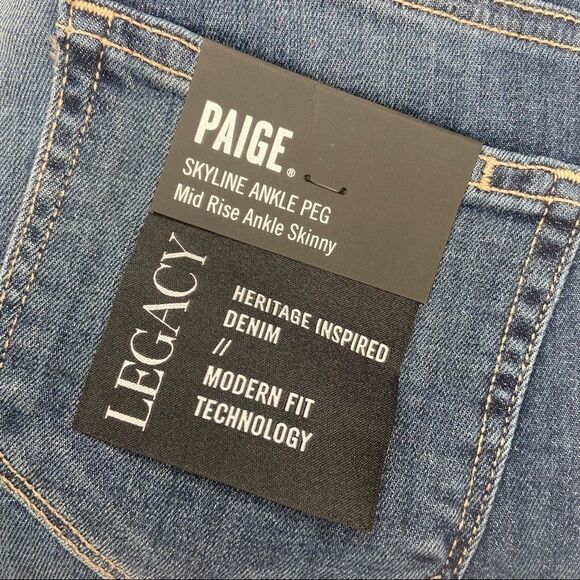 PAIGE®
SKYLINE ANKLE PEG
Mid Rise Ankle Skinny
LEGACY
HERITAGE INSPIRED
DENIM
//
MODERN FIT
TECHNOLOGY